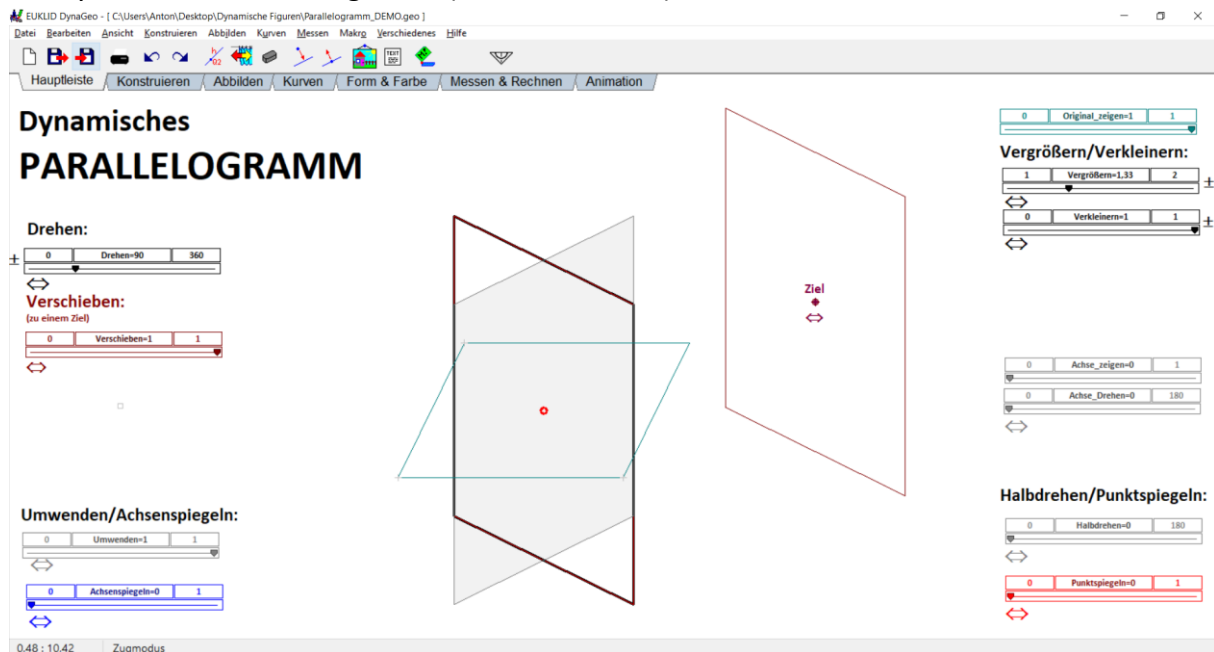 EUKLID DynaGeo - [ C:\Users\Anton\Desktop\Dynamische Figuren\Parallelogramm_DEMO.geo ]
Datei Bearbeiten Ansicht Konstruieren Abbilden Kurven Messen Makro Verschiedenes Hilfe
Hauptleiste Konstruieren Abbilden Kurven Form & Farbe Messen & Rechnen Animation
Dynamisches
PARALLELOGRAMM
Drehen:
± 0 Drehen=90 360
Verschieben:
(zu einem Ziel)
0 Verschieben=1 1
Umwenden/Achsenspiegeln:
0 Umwenden=1 1
0 Achsenspiegeln=0 1
Ziel
0 Original_zeigen=1 1
Vergrößern/Verkleinern:
1 Vergrößern=1,33 2 ±
0 Verkleinern=1 1 ±
0 Achse_zeigen=0 1
0 Achse_Drehen=0 180
Halbdrehen/Punktspiegeln:
0 Halbdrehen=0 180
0 Punktspiegeln=0 1
0,48 : 10,42 Zugmodus